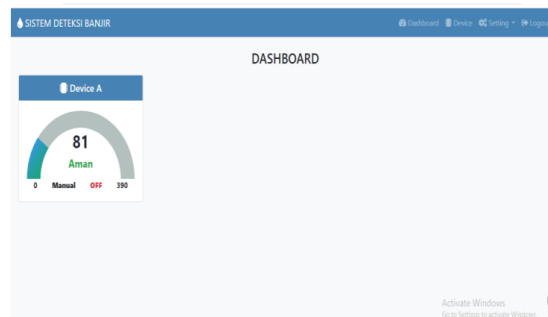 SISTEM DETEKSI BANJIR
Dashboard Device Setting Logout
DASHBOARD
Device A
81
Aman
0 Manual OFF 390
Activate Windows
Go to Settings to activate Windows.